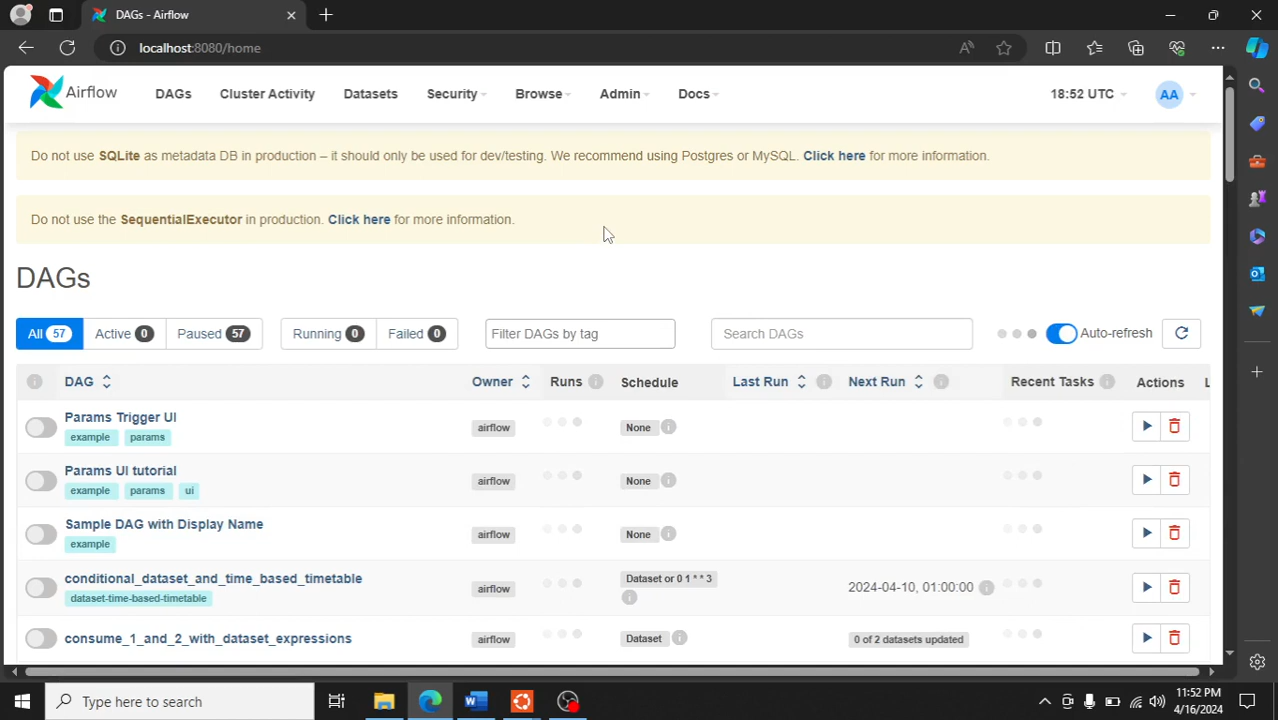 DAGs - Airflow
localhost:8080/home
Airflow DAGs Cluster Activity Datasets Security Browse Admin Docs 18:52 UTC AA
Do not use SQLite as metadata DB in production – it should only be used for dev/testing. We recommend using Postgres or MySQL. Click here for more information.
Do not use the SequentialExecutor in production. Click here for more information.
DAGs
All 57 Active 0 Paused 57 Running 0 Failed 0 Filter DAGs by tag Search DAGs Auto-refresh
DAG Owner Runs Schedule Last Run Next Run Recent Tasks Actions L
Params Trigger UI
example params
airflow None
Params UI tutorial
example params ui
airflow None
Sample DAG with Display Name
example
airflow None
conditional_dataset_and_time_based_timetable
dataset-time-based-timetable
airflow Dataset or 0 1 * * 3 2024-04-10, 01:00:00
consume_1_and_2_with_dataset_expressions airflow Dataset 0 of 2 datasets updated
Type here to search
11:52 PM
4/16/2024